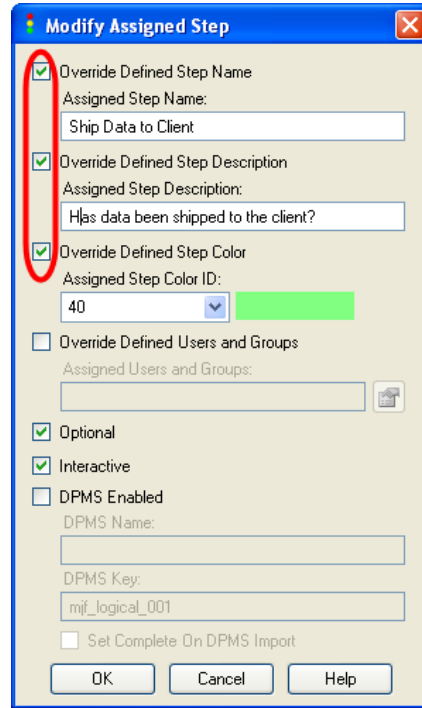 Modify Assigned Step
Override Defined Step Name
Assigned Step Name:
Ship Data to Client
Override Defined Step Description
Assigned Step Description:
Has data been shipped to the client?
Override Defined Step Color
Assigned Step Color ID:
40
Override Defined Users and Groups
Assigned Users and Groups:
Optional
Interactive
DPMS Enabled
DPMS Name:
DPMS Key:
mjf_logical_001
Set Complete On DPMS Import
OK Cancel Help